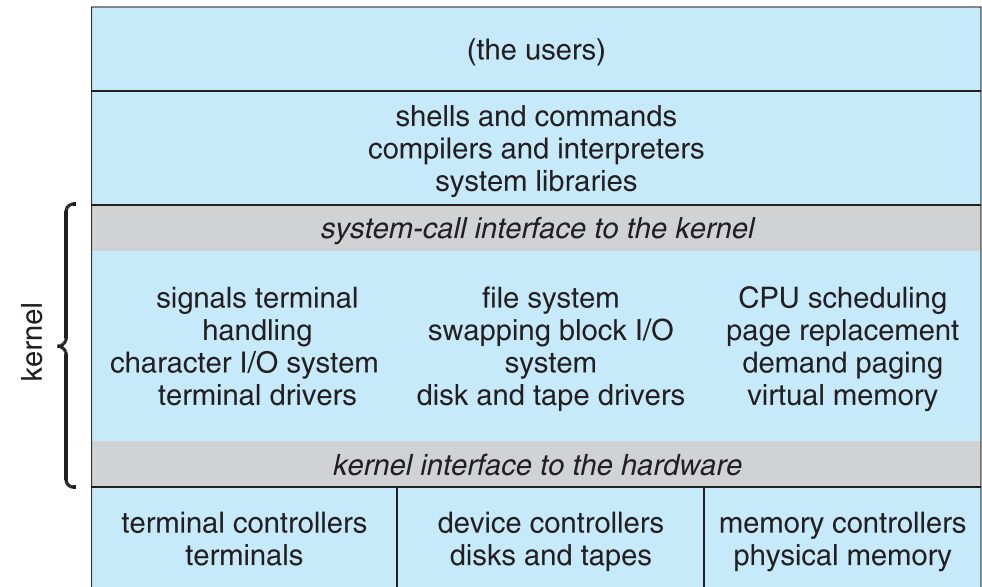 (the users)
shells and commands
compilers and interpreters
system libraries
system-call interface to the kernel
kernel
signals terminal
handling
character I/O system
terminal drivers
file system
swapping block I/O
system
disk and tape drivers
CPU scheduling
page replacement
demand paging
virtual memory
kernel interface to the hardware
terminal controllers
terminals
device controllers
disks and tapes
memory controllers
physical memory